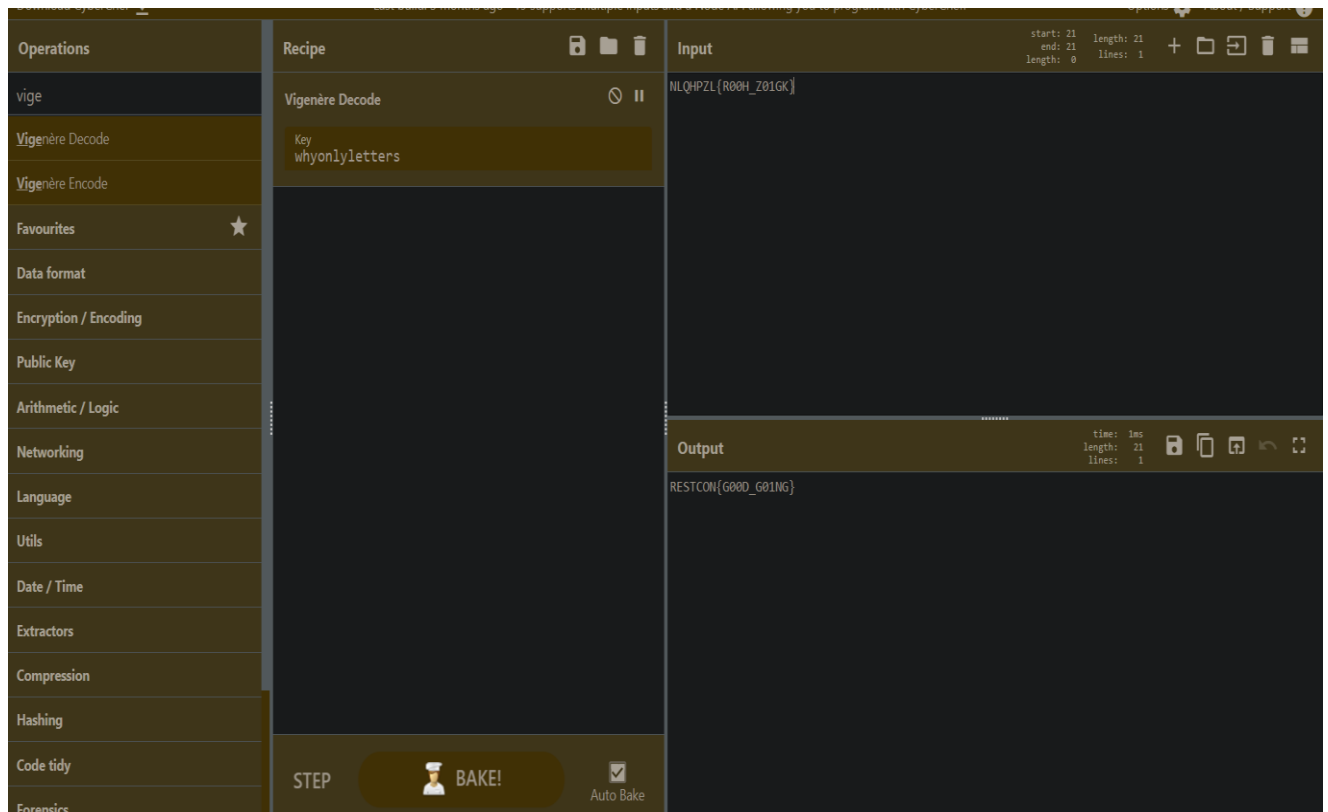 Operations
vige
Vigenère Decode
Vigenère Encode
Favourites
Data format
Encryption / Encoding
Public Key
Arithmetic / Logic
Networking
Language
Utils
Date / Time
Extractors
Compression
Hashing
Code tidy
Forensics
Recipe
Vigenère Decode
Key
whyonlyletters
STEP
BAKE!
Auto Bake
Input
start: 21
end: 21
length: 0
length: 21
lines: 1
NLQHPZL{R00H_Z01GK}
Output
time: 1ms
length: 21
lines: 1
RESTCON{G00D_G01NG}